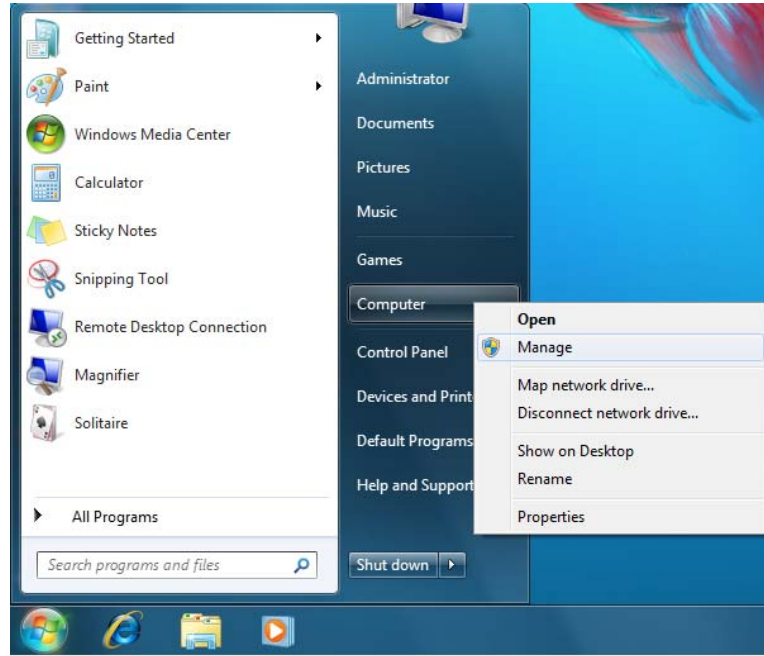 Getting Started
Paint
Windows Media Center
Calculator
Sticky Notes
Snipping Tool
Remote Desktop Connection
Magnifier
Solitaire
All Programs
Search programs and files
Administrator
Documents
Pictures
Music
Games
Computer
Control Panel
Devices and Print
Default Programs
Help and Support
Shut down
Open
Manage
Map network drive...
Disconnect network drive...
Show on Desktop
Rename
Properties